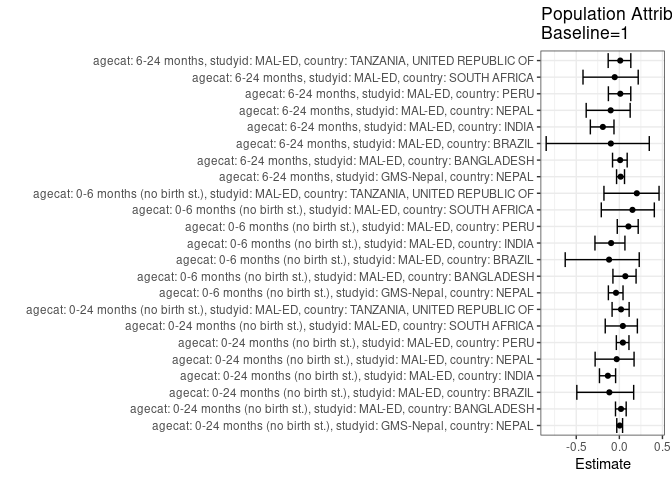 Population Attrib
Baseline=1
agecat: 6-24 months, studyid: MAL-ED, country: TANZANIA, UNITED REPUBLIC OF
agecat: 6-24 months, studyid: MAL-ED, country: SOUTH AFRICA
agecat: 6-24 months, studyid: MAL-ED, country: PERU
agecat: 6-24 months, studyid: MAL-ED, country: NEPAL
agecat: 6-24 months, studyid: MAL-ED, country: INDIA
agecat: 6-24 months, studyid: MAL-ED, country: BRAZIL
agecat: 6-24 months, studyid: MAL-ED, country: BANGLADESH
agecat: 6-24 months, studyid: GMS-Nepal, country: NEPAL
agecat: 0-6 months (no birth st.), studyid: MAL-ED, country: TANZANIA, UNITED REPUBLIC OF
agecat: 0-6 months (no birth st.), studyid: MAL-ED, country: SOUTH AFRICA
agecat: 0-6 months (no birth st.), studyid: MAL-ED, country: PERU
agecat: 0-6 months (no birth st.), studyid: MAL-ED, country: INDIA
agecat: 0-6 months (no birth st.), studyid: MAL-ED, country: BRAZIL
agecat: 0-6 months (no birth st.), studyid: MAL-ED, country: BANGLADESH
agecat: 0-6 months (no birth st.), studyid: GMS-Nepal, country: NEPAL
agecat: 0-24 months (no birth st.), studyid: MAL-ED, country: TANZANIA, UNITED REPUBLIC OF
agecat: 0-24 months (no birth st.), studyid: MAL-ED, country: SOUTH AFRICA
agecat: 0-24 months (no birth st.), studyid: MAL-ED, country: PERU
agecat: 0-24 months (no birth st.), studyid: MAL-ED, country: NEPAL
agecat: 0-24 months (no birth st.), studyid: MAL-ED, country: INDIA
agecat: 0-24 months (no birth st.), studyid: MAL-ED, country: BRAZIL
agecat: 0-24 months (no birth st.), studyid: MAL-ED, country: BANGLADESH
agecat: 0-24 months (no birth st.), studyid: GMS-Nepal, country: NEPAL
-0.5 0.0 0.5
Estimate